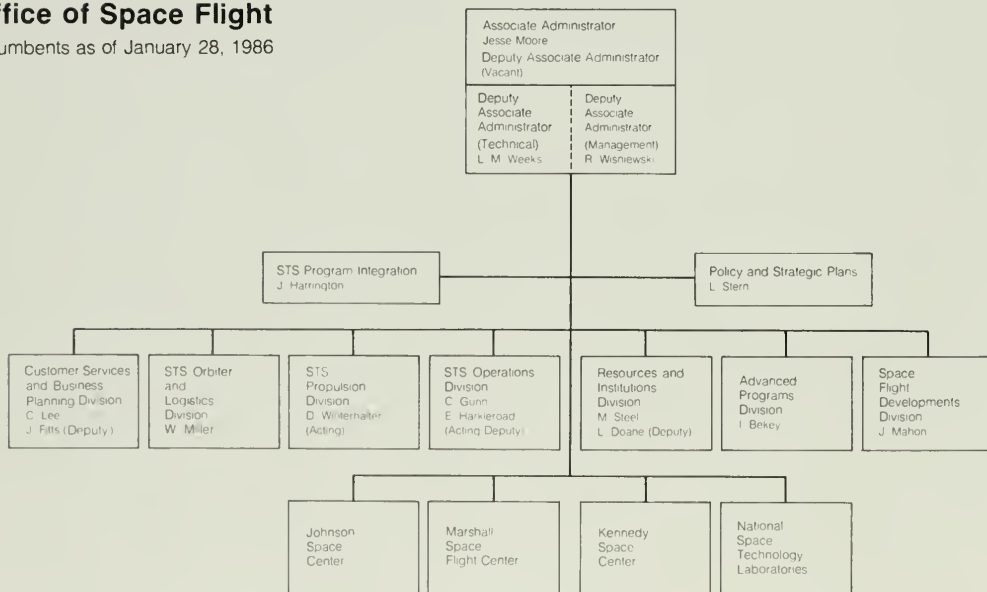 ffice of Space Flight
umbents as of January 28, 1986
Associate Administrator
Jesse Moore
Deputy Associate Administrator
(Vacant)
Deputy
Associate
Administrator
(Technical)
L M Weeks
Deputy
Associate
Administrator
(Management)
R Wisniewski
STS Program Integration
J Harrington
Policy and Strategic Plans
L Stern
Customer Services
and Business
Planning Division
C Lee
J Fitts (Deputy)
STS Orbiter
and
Logistics
Division
W Miller
STS
Propulsion
Division
D Winterhalter
(Acting)
STS Operations
Division
C Gunn
E Harkleroad
(Acting Deputy)
Resources and
Institutions
Division
M Steel
L Doane (Deputy)
Advanced
Programs
Division
I Bekey
Space
Flight
Developments
Division
J Mahon
Johnson
Space
Center
Marshall
Space
Flight Center
Kennedy
Space
Center
National
Space
Technology
Laboratories